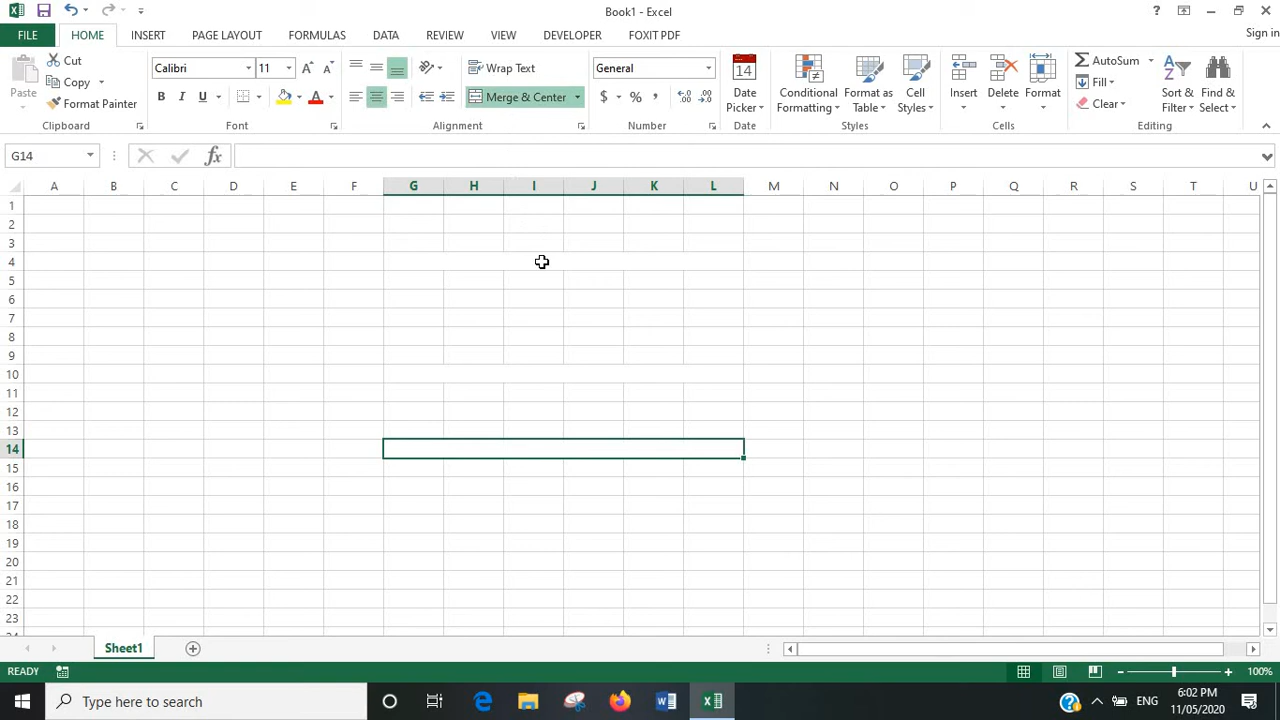 Book1 - Excel
?
FILE HOME INSERT PAGE LAYOUT FORMULAS DATA REVIEW VIEW DEVELOPER FOXIT PDF Sign in
Paste
Cut
Copy
Format Painter
Calibri 11
B I U A
Wrap Text
Merge & Center
General
$ % ,
14
Date Picker
Conditional Formatting
Format as Table
Cell Styles
Insert
Delete
Format
AutoSum
Fill
Clear
Sort & Filter
Find & Select
Clipboard Font Alignment Number Date Styles Cells Editing
G14 fx
A B C D E F G H I J K L M N O P Q R S T U
1
2
3
4
5
6
7
8
9
10
11
12
13
14
15
16
17
18
19
20
21
22
23
24
Sheet1
READY 100%
Type here to search ENG 6:02 PM
11/05/2020